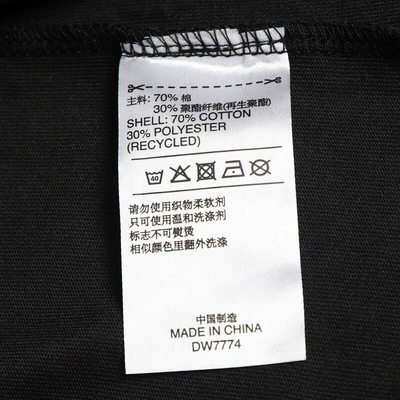 主料: 70% 棉
30% 聚酯纤维(再生聚酯)
SHELL: 70% COTTON
30% POLYESTER
(RECYCLED)
40
请勿使用织物柔软剂
只可使用温和洗涤剂
标志不可熨烫
相似颜色里翻外洗涤
中国制造
MADE IN CHINA
DW7774